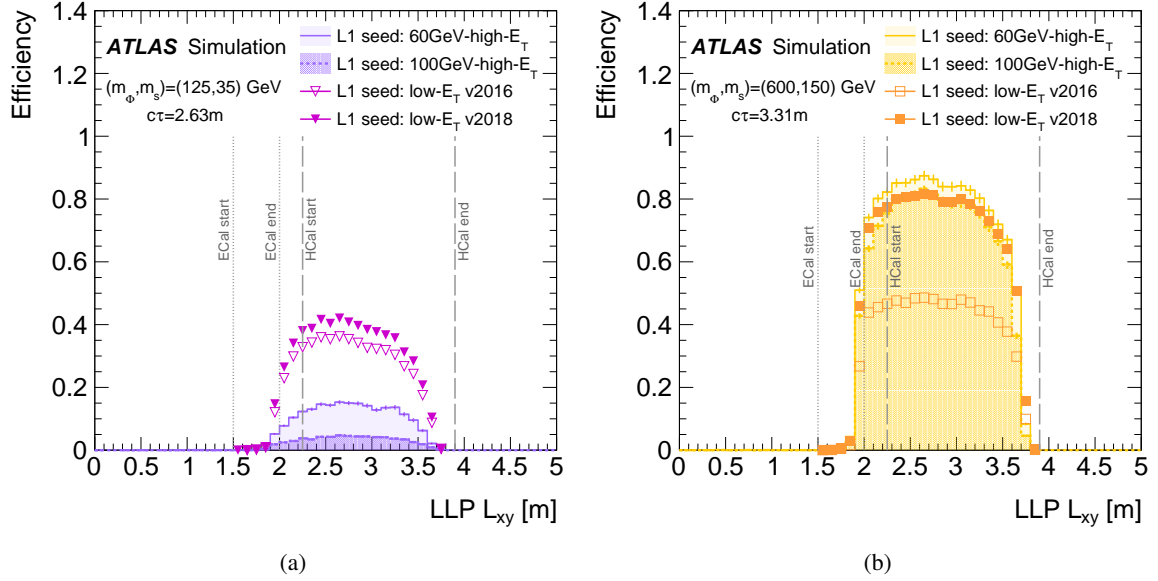 Efficiency
1.4
1.2
1
0.8
0.6
0.4
0.2
0
ATLAS Simulation
(m_Φ,m_s)=(125,35) GeV
cτ=2.63m
L1 seed: 60GeV-high-E_T
L1 seed: 100GeV-high-E_T
L1 seed: low-E_T v2016
L1 seed: low-E_T v2018
ECal start
ECal end
HCal start
HCal end
0 0.5 1 1.5 2 2.5 3 3.5 4 4.5 5
LLP L_xy [m]
(a)
Efficiency
1.4
1.2
1
0.8
0.6
0.4
0.2
0
ATLAS Simulation
(m_Φ,m_s)=(600,150) GeV
cτ=3.31m
L1 seed: 60GeV-high-E_T
L1 seed: 100GeV-high-E_T
L1 seed: low-E_T v2016
L1 seed: low-E_T v2018
ECal start
ECal end
HCal start
HCal end
0 0.5 1 1.5 2 2.5 3 3.5 4 4.5 5
LLP L_xy [m]
(b)